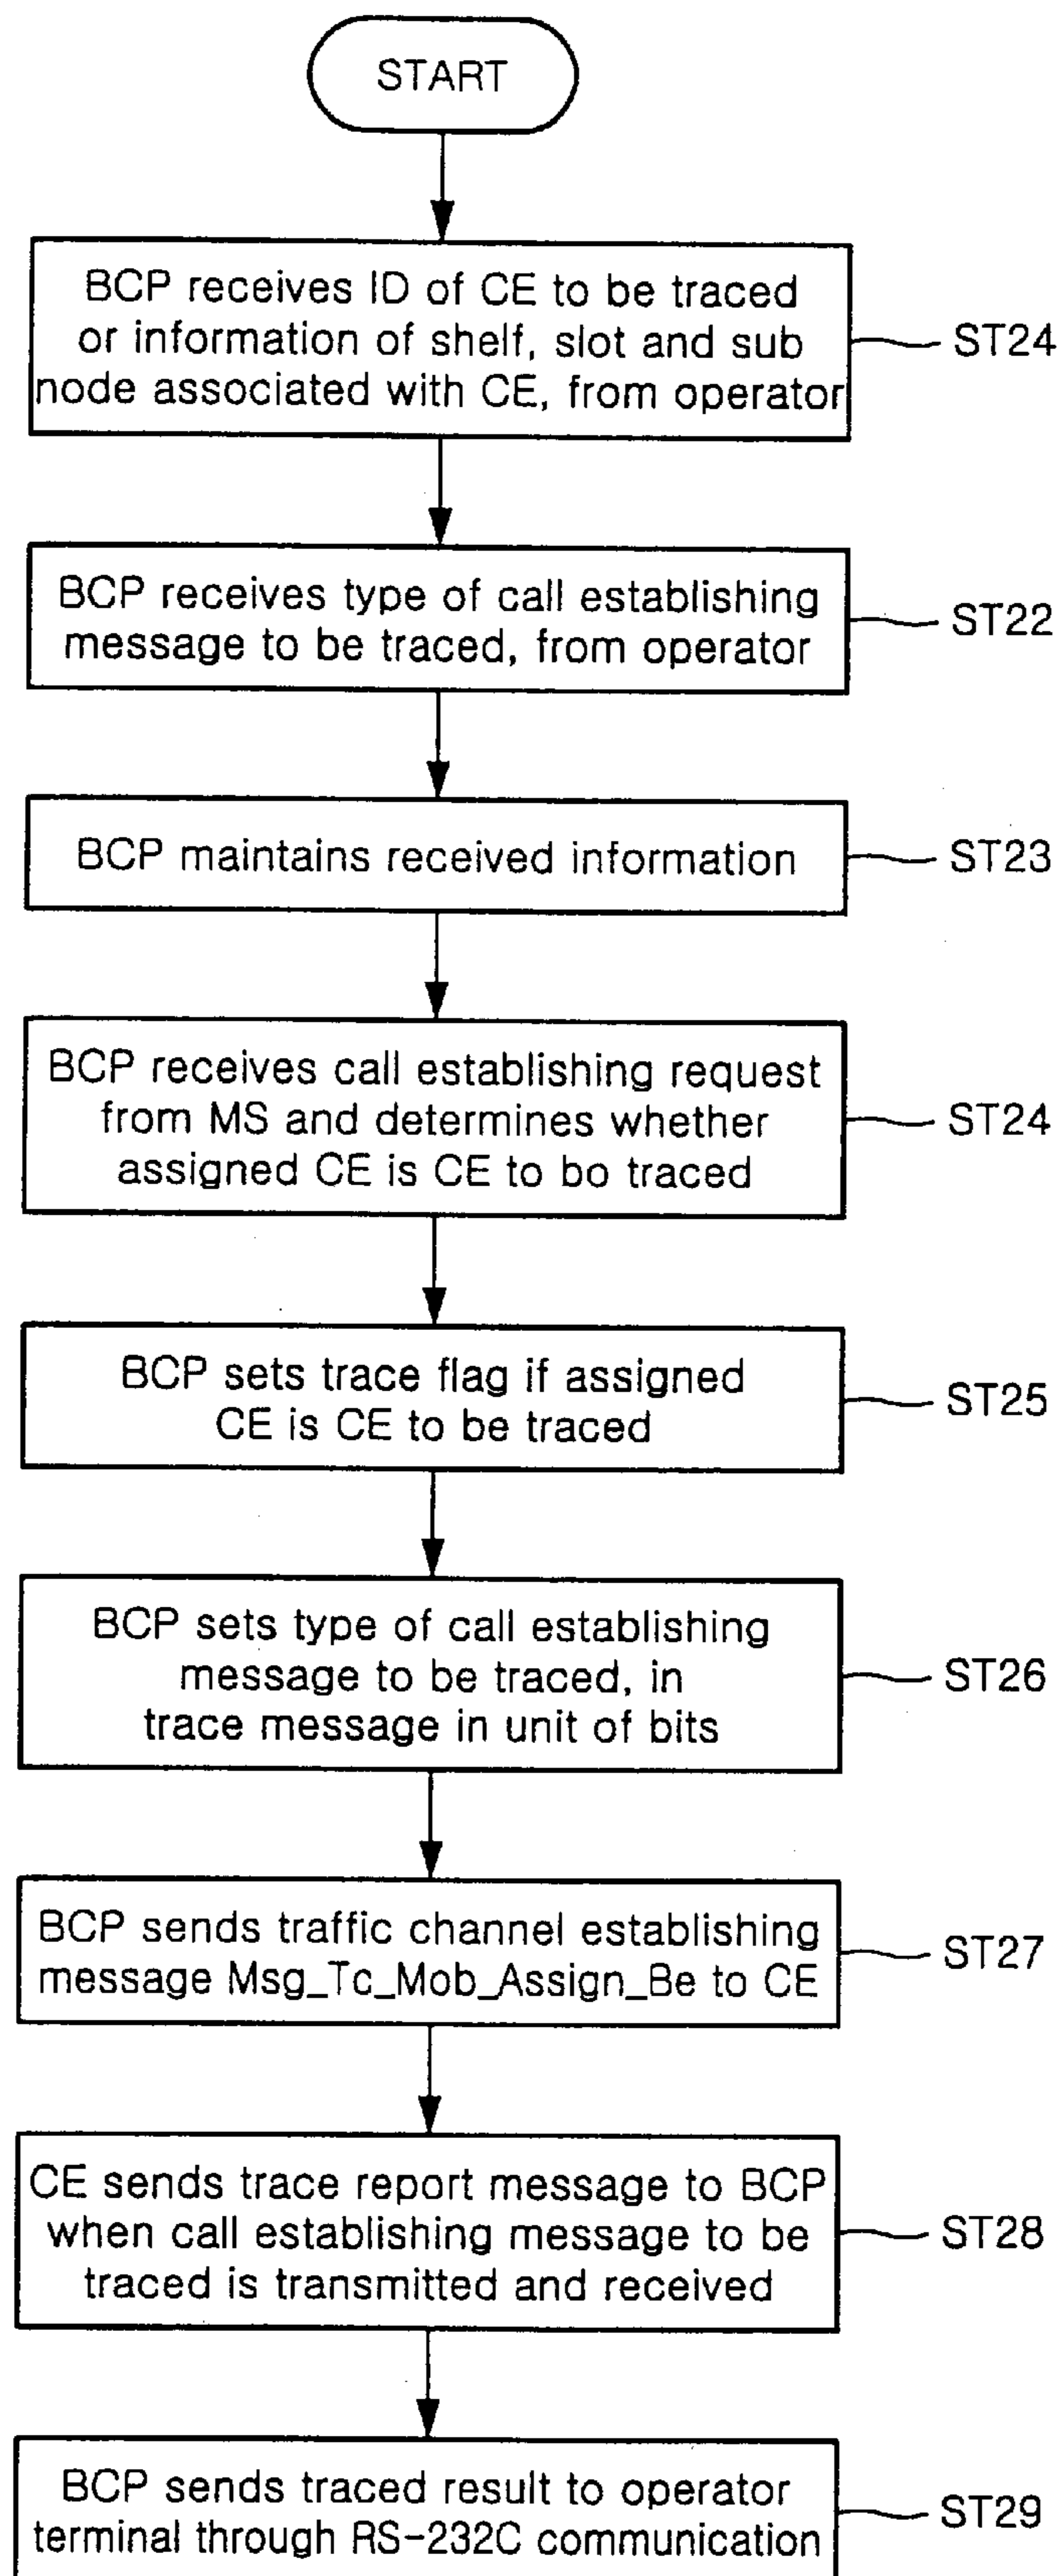 START
BCP receives ID of CE to be traced
or information of shelf, slot and sub
node associated with CE, from operator
ST24
BCP receives type of call establishing
message to be traced, from operator
ST22
BCP maintains received information
ST23
BCP receives call establishing request
from MS and determines whether
assigned CE is CE to bo traced
ST24
BCP sets trace flag if assigned
CE is CE to be traced
ST25
BCP sets type of call establishing
message to be traced, in
trace message in unit of bits
ST26
BCP sends traffic channel establishing
message Msg_Tc_Mob_Assign_Be to CE
ST27
CE sends trace report message to BCP
when call establishing message to be
traced is transmitted and received
ST28
BCP sends traced result to operator
terminal through RS-232C communication
ST29